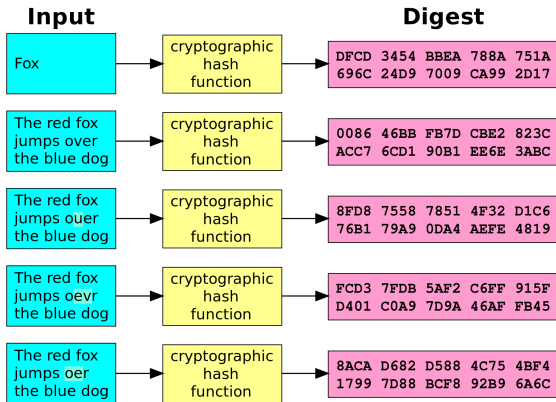 Input
Digest
Fox
cryptographic
hash
function
DFCD 3454 BBEA 788A 751A
696C 24D9 7009 CA99 2D17
The red fox
jumps over
the blue dog
cryptographic
hash
function
0086 46BB FB7D CBE2 823C
ACC7 6CD1 90B1 EE6E 3ABC
The red fox
jumps ouer
the blue dog
cryptographic
hash
function
8FD8 7558 7851 4F32 D1C6
76B1 79A9 0DA4 AEFE 4819
The red fox
jumps oevr
the blue dog
cryptographic
hash
function
FCD3 7FDB 5AF2 C6FF 915F
D401 C0A9 7D9A 46AF FB45
The red fox
jumps oer
the blue dog
cryptographic
hash
function
8ACA D682 D588 4C75 4BF4
1799 7D88 BCF8 92B9 6A6C